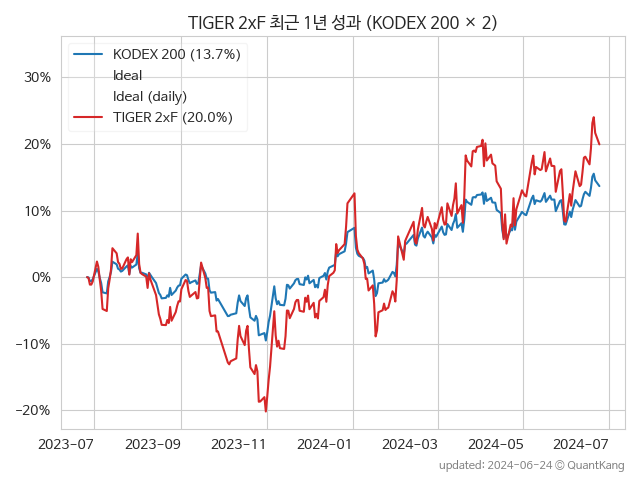 TIGER 2xF 최근 1년 성과 (KODEX 200 × 2)
KODEX 200 (13.7%)
Ideal
Ideal (daily)
TIGER 2xF (20.0%)
30%
20%
10%
0%
−10%
−20%
2023-07 2023-09 2023-11 2024-01 2024-03 2024-05 2024-07
updated: 2024-06-24 © QuantKang